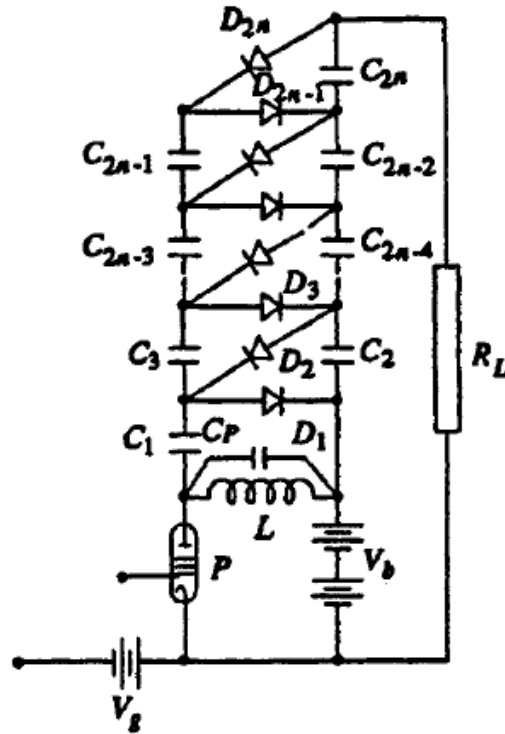 D2n
C2n
D2n-1
C2n-1
C2n-2
C2n-3
C2n-4
D3
RL
C3
D2
C2
C1
CP
D1
L
P
Vb
Vg